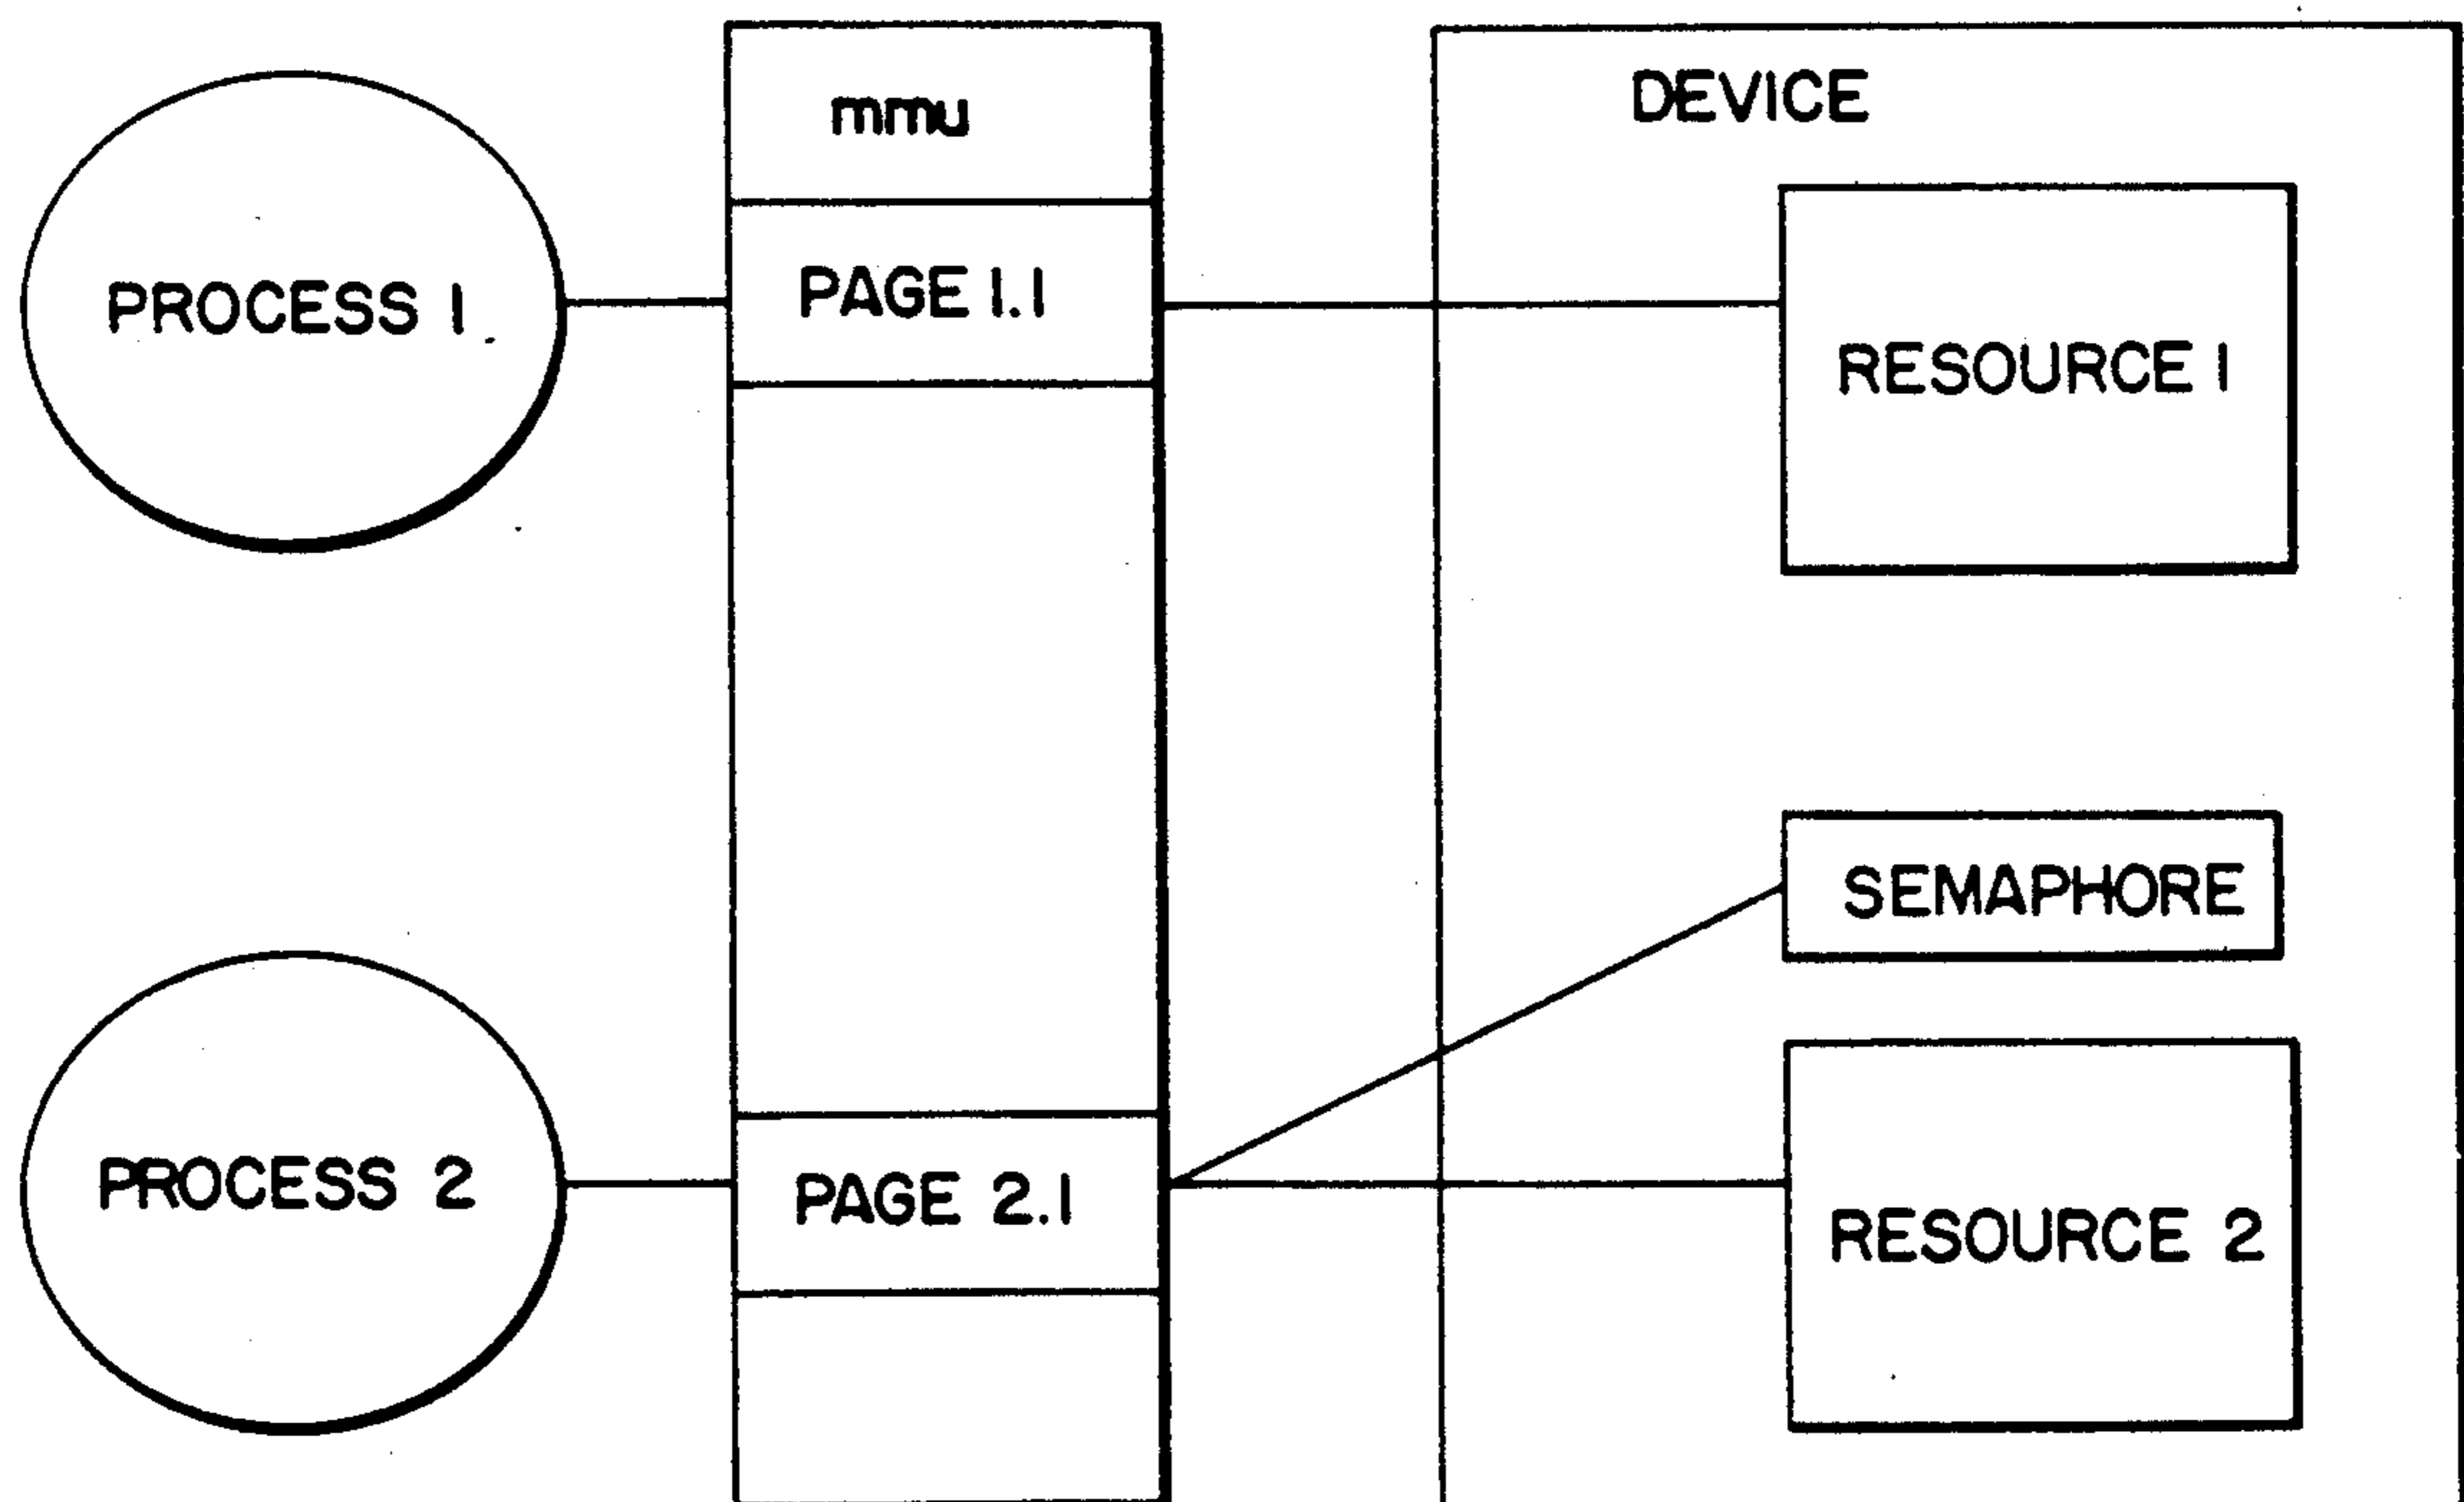 mmu
DEVICE
PROCESS 1
PAGE 1.1
RESOURCE 1
SEMAPHORE
PROCESS 2
PAGE 2.1
RESOURCE 2